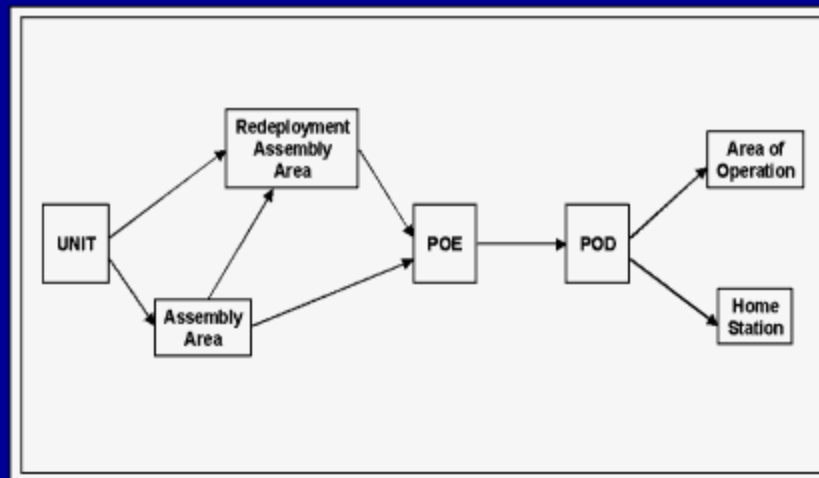 Redeployment
Assembly
Area
Area of
Operation
UNIT
POE
POD
Assembly
Area
Home
Station